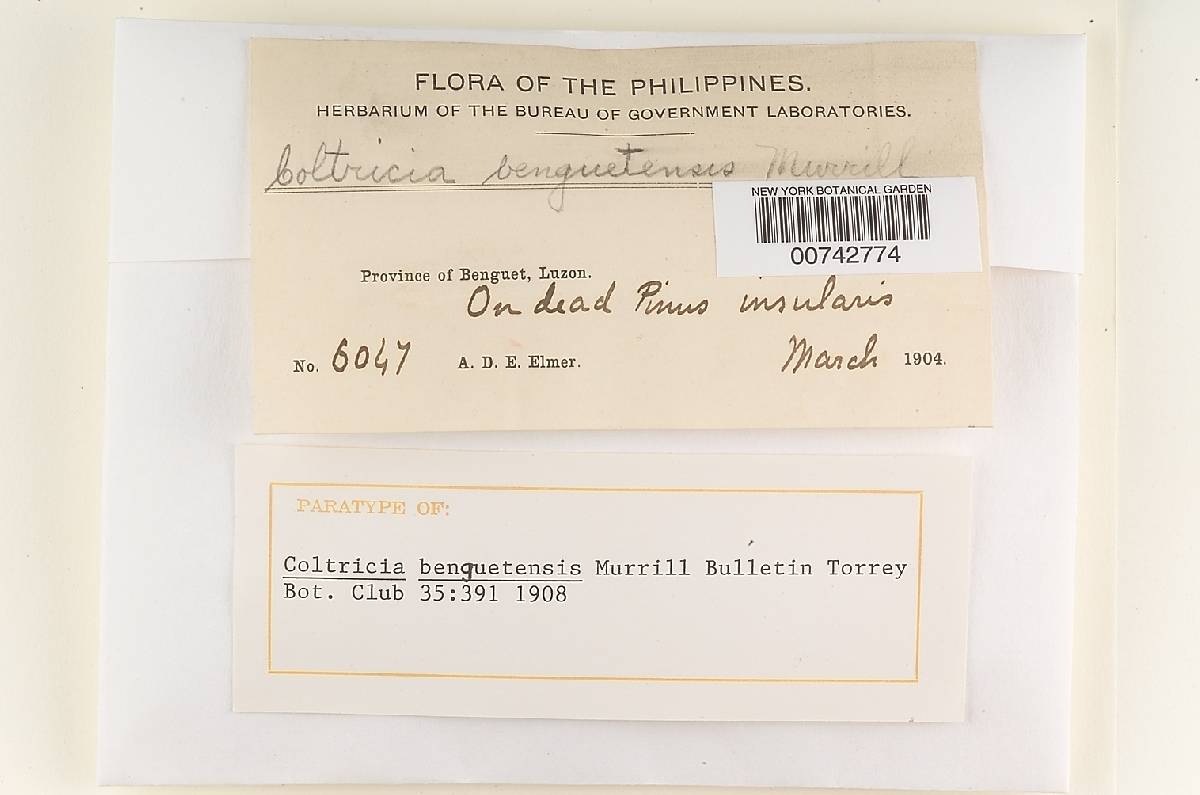 FLORA OF THE PHILIPPINES.
HERBARIUM OF THE BUREAU OF GOVERNMENT LABORATORIES.
Coltricia benguetensis Murrill
NEW YORK BOTANICAL GARDEN
00742774
Province of Benguet, Luzon.
On dead Pinus insularis
No. 6047 A. D. E. Elmer. March 1904.
PARATYPE OF:
Coltricia benguetensis Murrill Bulletin Torrey
Bot. Club 35:391 1908